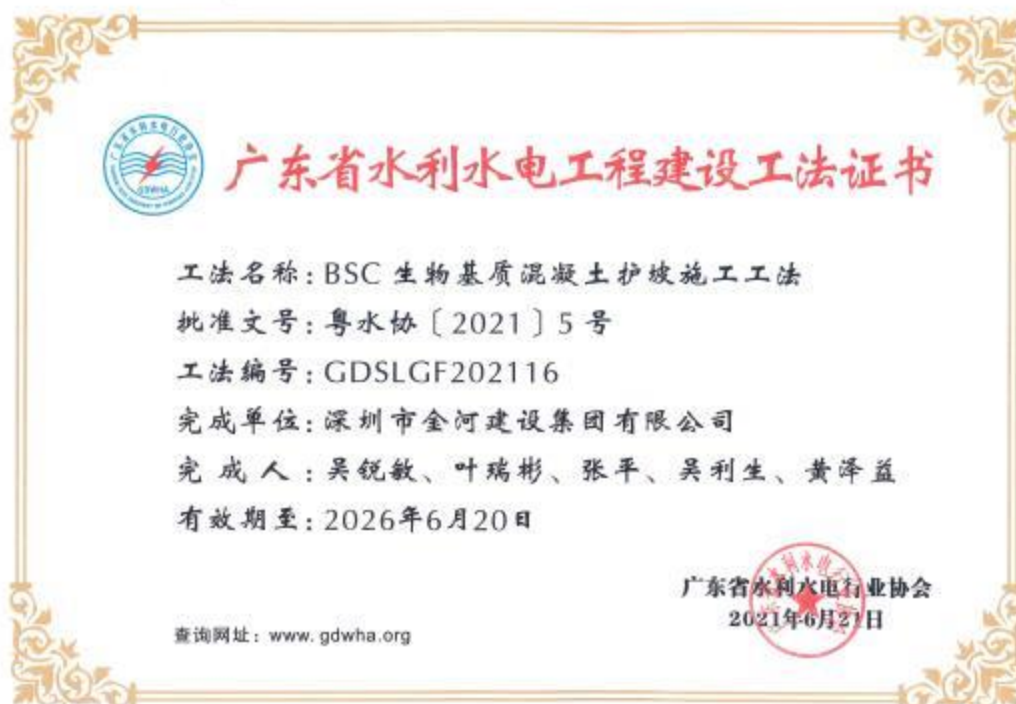 广东省水利水电工程建设工法证书
工法名称：BSC 生物基质混凝土护坡施工工法
批准文号：粤水协〔2021〕5 号
工法编号：GDSLGF202116
完成单位：深圳市金河建设集团有限公司
完 成 人：吴锐敏、叶瑞彬、张平、吴利生、黄泽益
有效期至：2026年6月20日
广东省水利水电行业协会
2021年6月21日
查询网址：www. gdwha.org
GDWHA